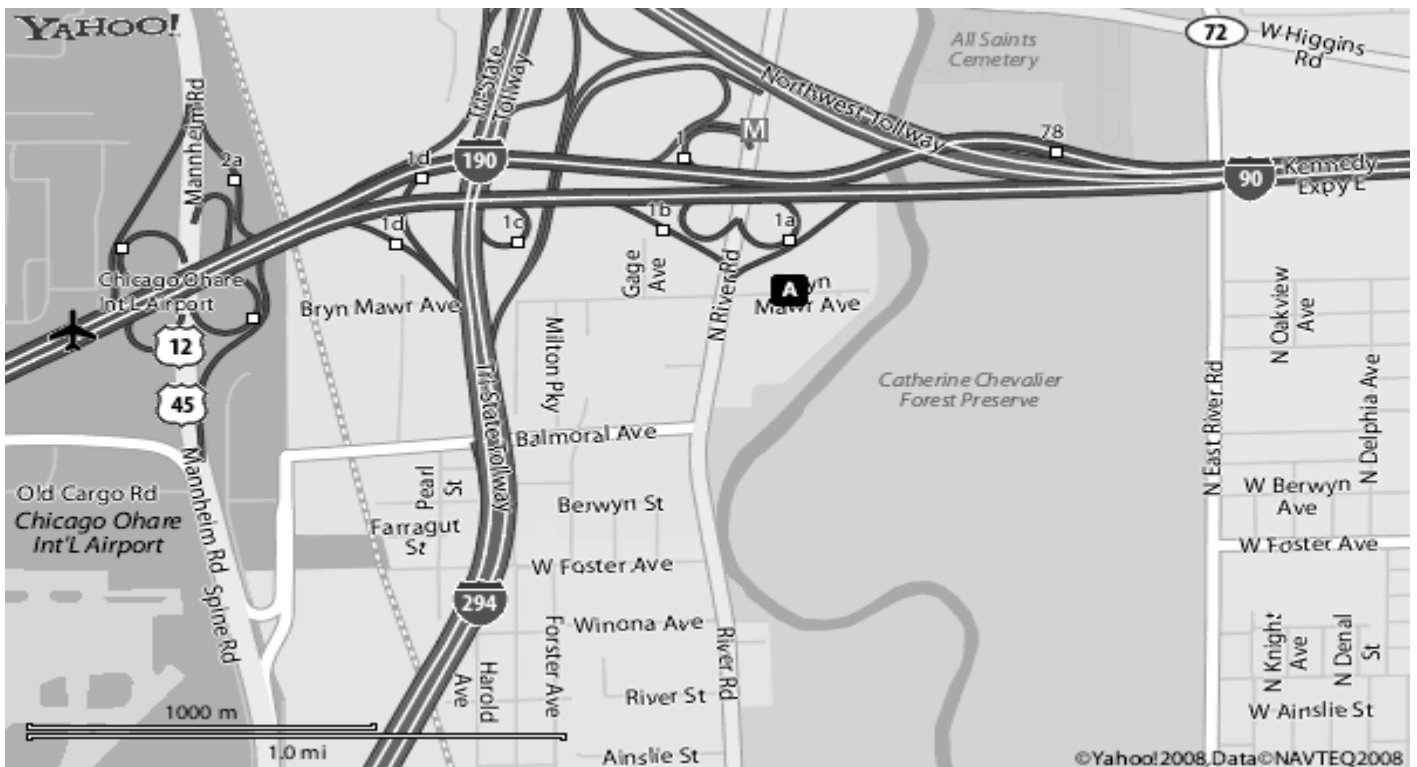 YAHOO!
All Saints
Cemetery
72
W Higgins
Rd
Mannheim Rd
Tri-State
Tollway
Northwest Tollway
M
78
2a
1d
190
1
90
Kennedy
Expy E
1d
1c
1b
1a
Gage
Ave
N River Rd
Chicago Ohare
Int'L Airport
Bryn Mawr Ave
A
Mawr Ave
N Oakview
Ave
12
Milton Pky
45
Tri-State Tollway
Catherine Chevalier
Forest Preserve
N East River Rd
N Delphia Ave
Balmoral Ave
Mannheim Rd
Old Cargo Rd
Pearl
St
Berwyn St
W Berwyn
Ave
Chicago Ohare
Int'L Airport
Farragut
St
W Foster Ave
W Foster Ave
294
Spine Rd
Winona Ave
River Rd
Forster Ave
Harold
Ave
N Knight
Ave
N Denal
St
River St
W Ainslie St
1000 m
1.0 mi
Ainslie St
©Yahoo!2008,Data©NAVTEQ2008